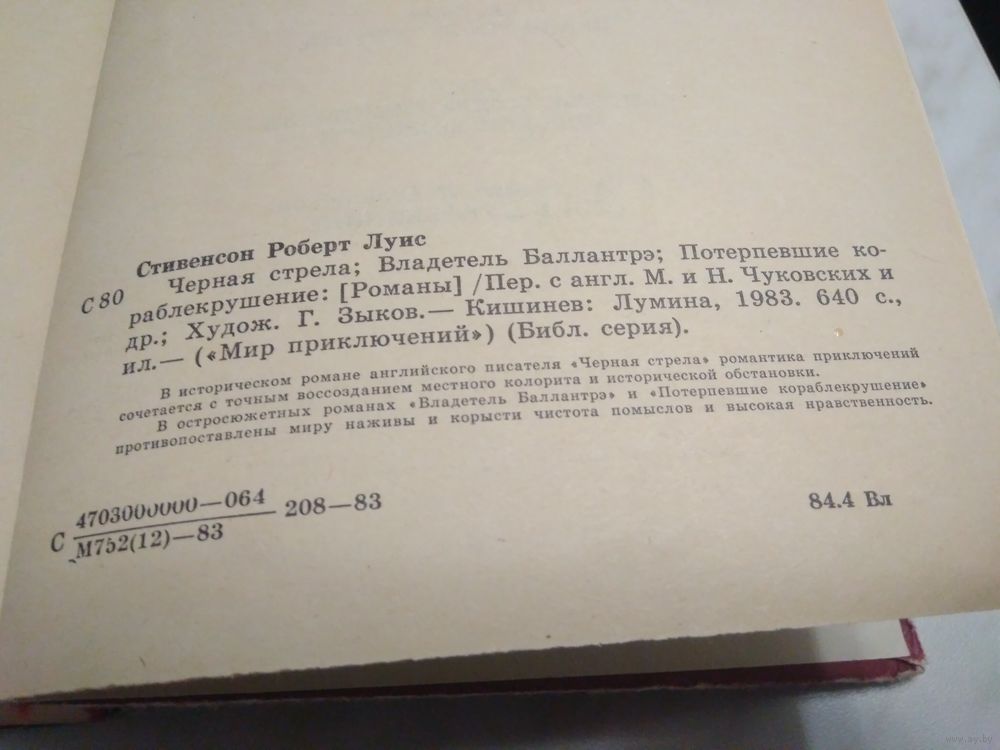 Стивенсон Роберт Луис
С 80
Черная стрела; Владетель Баллантрэ; Потерпевшие ко-
раблекрушение: [Романы] /Пер. с англ. М. и Н. Чуковских и
др.; Худож. Г. Зыков.— Кишинев: Лумина, 1983. 640 с.,
ил.— («Мир приключений») (Библ. серия).
В историческом романе английского писателя «Черная стрела» романтика приключений
сочетается с точным воссозданием местного колорита и исторической обстановки.
В остросюжетных романах «Владетель Баллантрэ» и «Потерпевшие кораблекрушение»
противопоставлены миру наживы и корысти чистота помыслов и высокая нравственность.
С 4703000000—064
М752(12)—83
208—83
84.4 Вл
www.ay.by